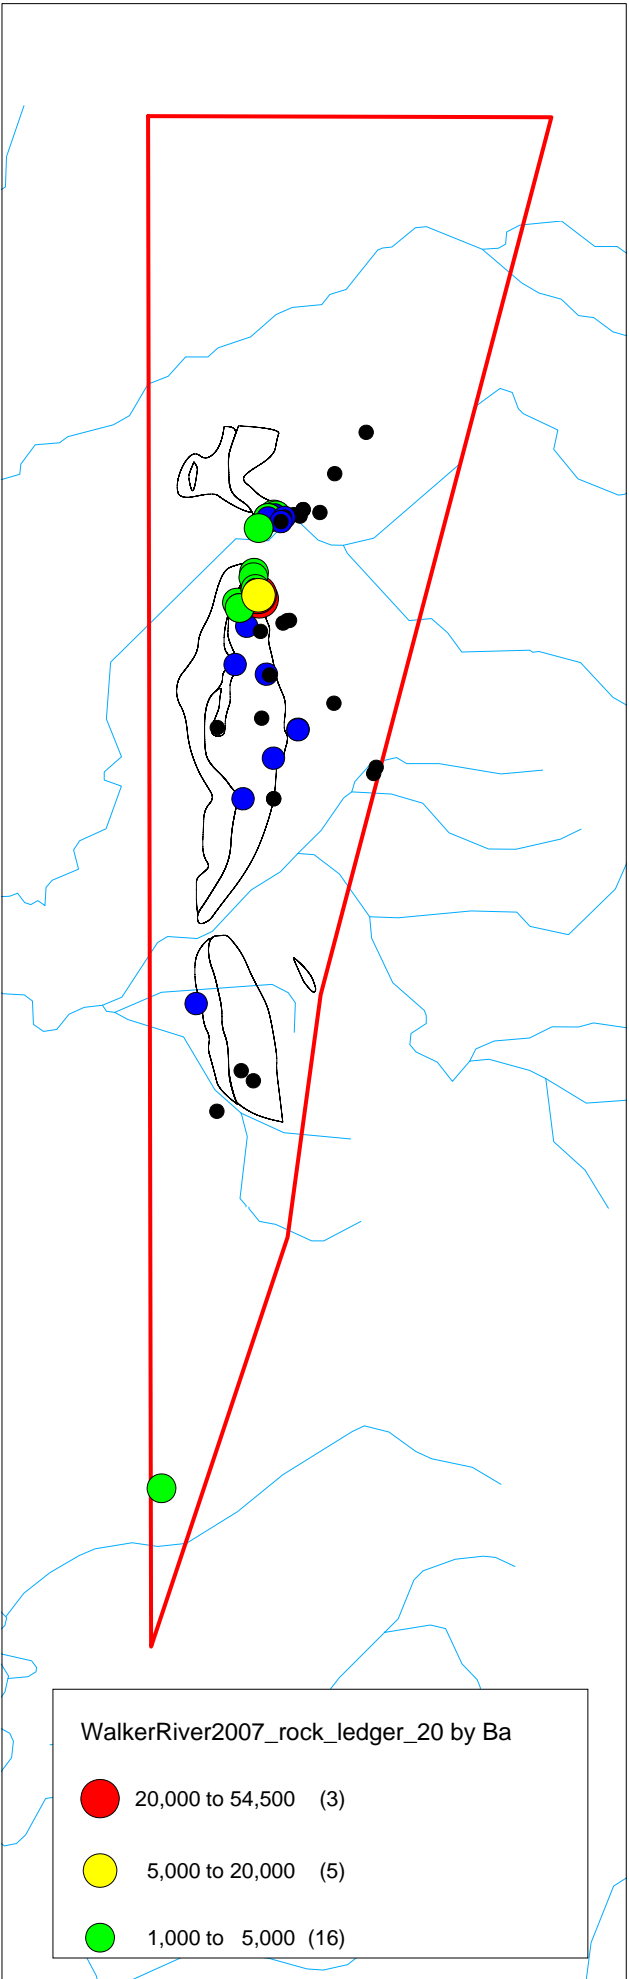 WalkerRiver2007_rock_ledger_20 by Ba
20,000 to 54,500 (3)
5,000 to 20,000 (5)
1,000 to 5,000 (16)